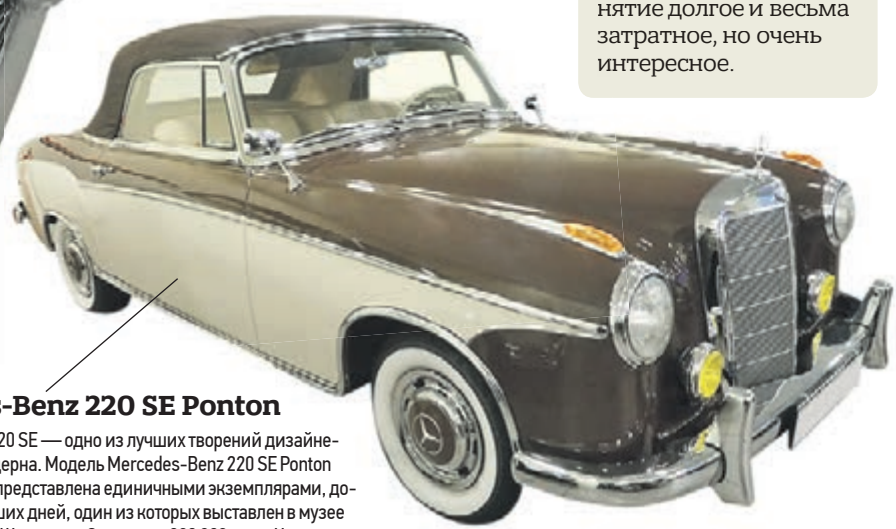 нятие долгое и весьма
затратное, но очень
интересное.
s-Benz 220 SE Ponton
20 SE — одно из лучших творений дизайне-
дерна. Модель Mercedes-Benz 220 SE Ponton
представлена единичными экземплярами, до-
ших дней, один из которых выставлен в музее